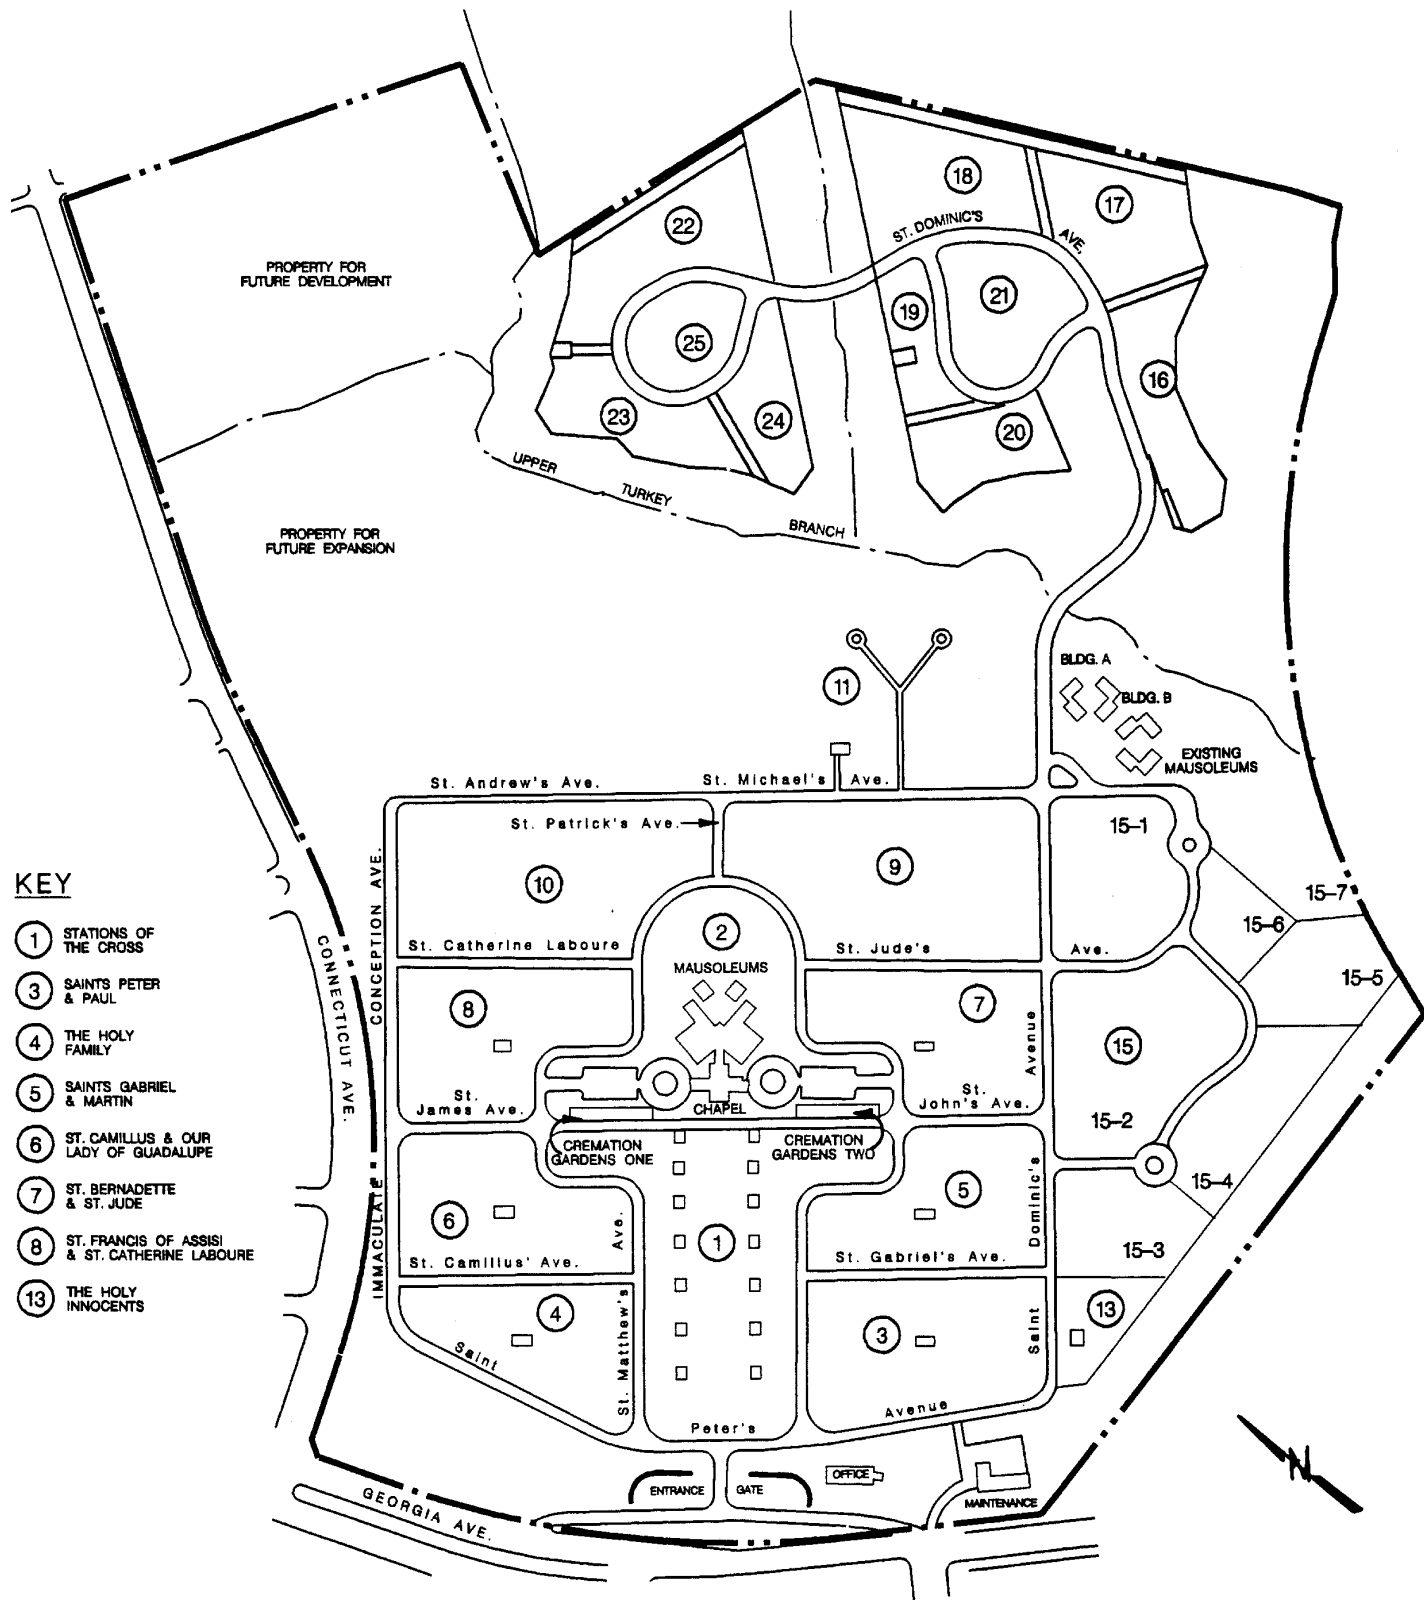 18
17
22
ST. DOMINIC'S
AVE.
PROPERTY FOR
FUTURE DEVELOPMENT
21
19
25
16
23
24
20
UPPER
TURKEY
BRANCH
PROPERTY FOR
FUTURE EXPANSION
BLDG. A
11
BLDG. B
EXISTING
MAUSOLEUMS
St. Andrew's Ave.
St. Michael's Ave.
St. Patrick's Ave.
15-1
9
10
15-7
15-6
2
St. Catherine Laboure
St. Jude's
Ave.
MAUSOLEUMS
15-5
8
7
15
St.
James Ave.
St.
John's Ave.
CHAPEL
15-2
CREMATION
GARDENS ONE
CREMATION
GARDENS TWO
15-4
5
6
1
Ave.
St. Matthew's
15-3
St. Camillus' Ave.
St. Gabriel's Ave.
Avenue
Dominic's
Saint
13
4
3
Saint
Peter's
Avenue
IMMACULATE CONCEPTION AVE.
CONNECTICUT AVE.
OFFICE
ENTRANCE GATE
MAINTENANCE
GEORGIA AVE.
N
KEY
1 STATIONS OF
THE CROSS
3 SAINTS PETER
& PAUL
4 THE HOLY
FAMILY
5 SAINTS GABRIEL
& MARTIN
6 ST. CAMILLUS & OUR
LADY OF GUADALUPE
7 ST. BERNADETTE
& ST. JUDE
8 ST. FRANCIS OF ASSISI
& ST. CATHERINE LABOURE
13 THE HOLY
INNOCENTS